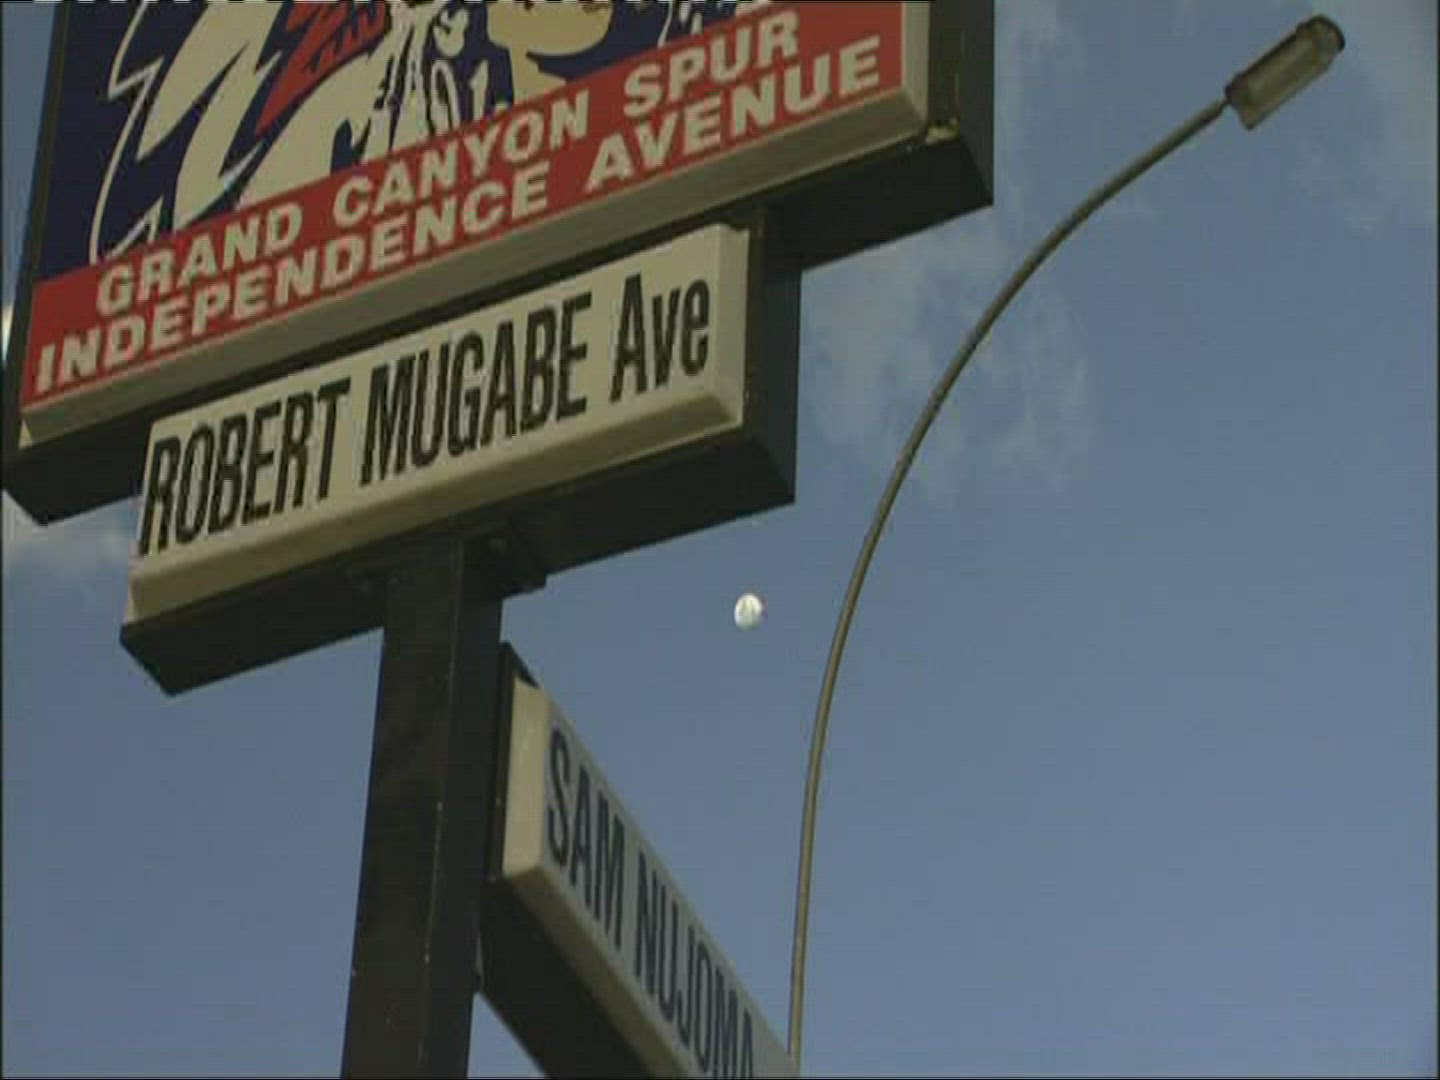 GRAND CANYON SPUR
INDEPENDENCE AVENUE
ROBERT MUGABE Ave
SAM NUJOMA